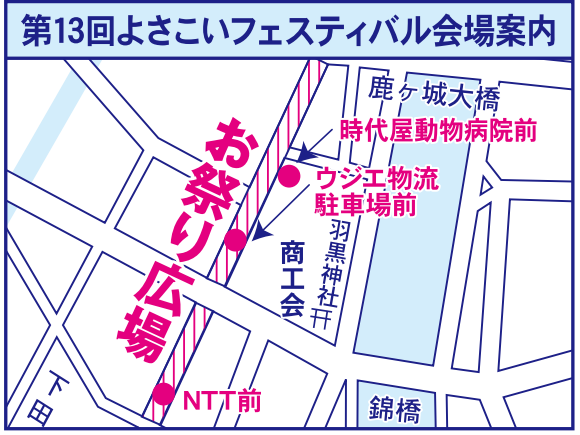 第13回よさこいフェスティバル会場案内
鹿ヶ城大橋
時代屋動物病院前
お祭り広場
ウジエ物流
駐車場前
羽黒神社
商工会
下田
NTT前
錦橋